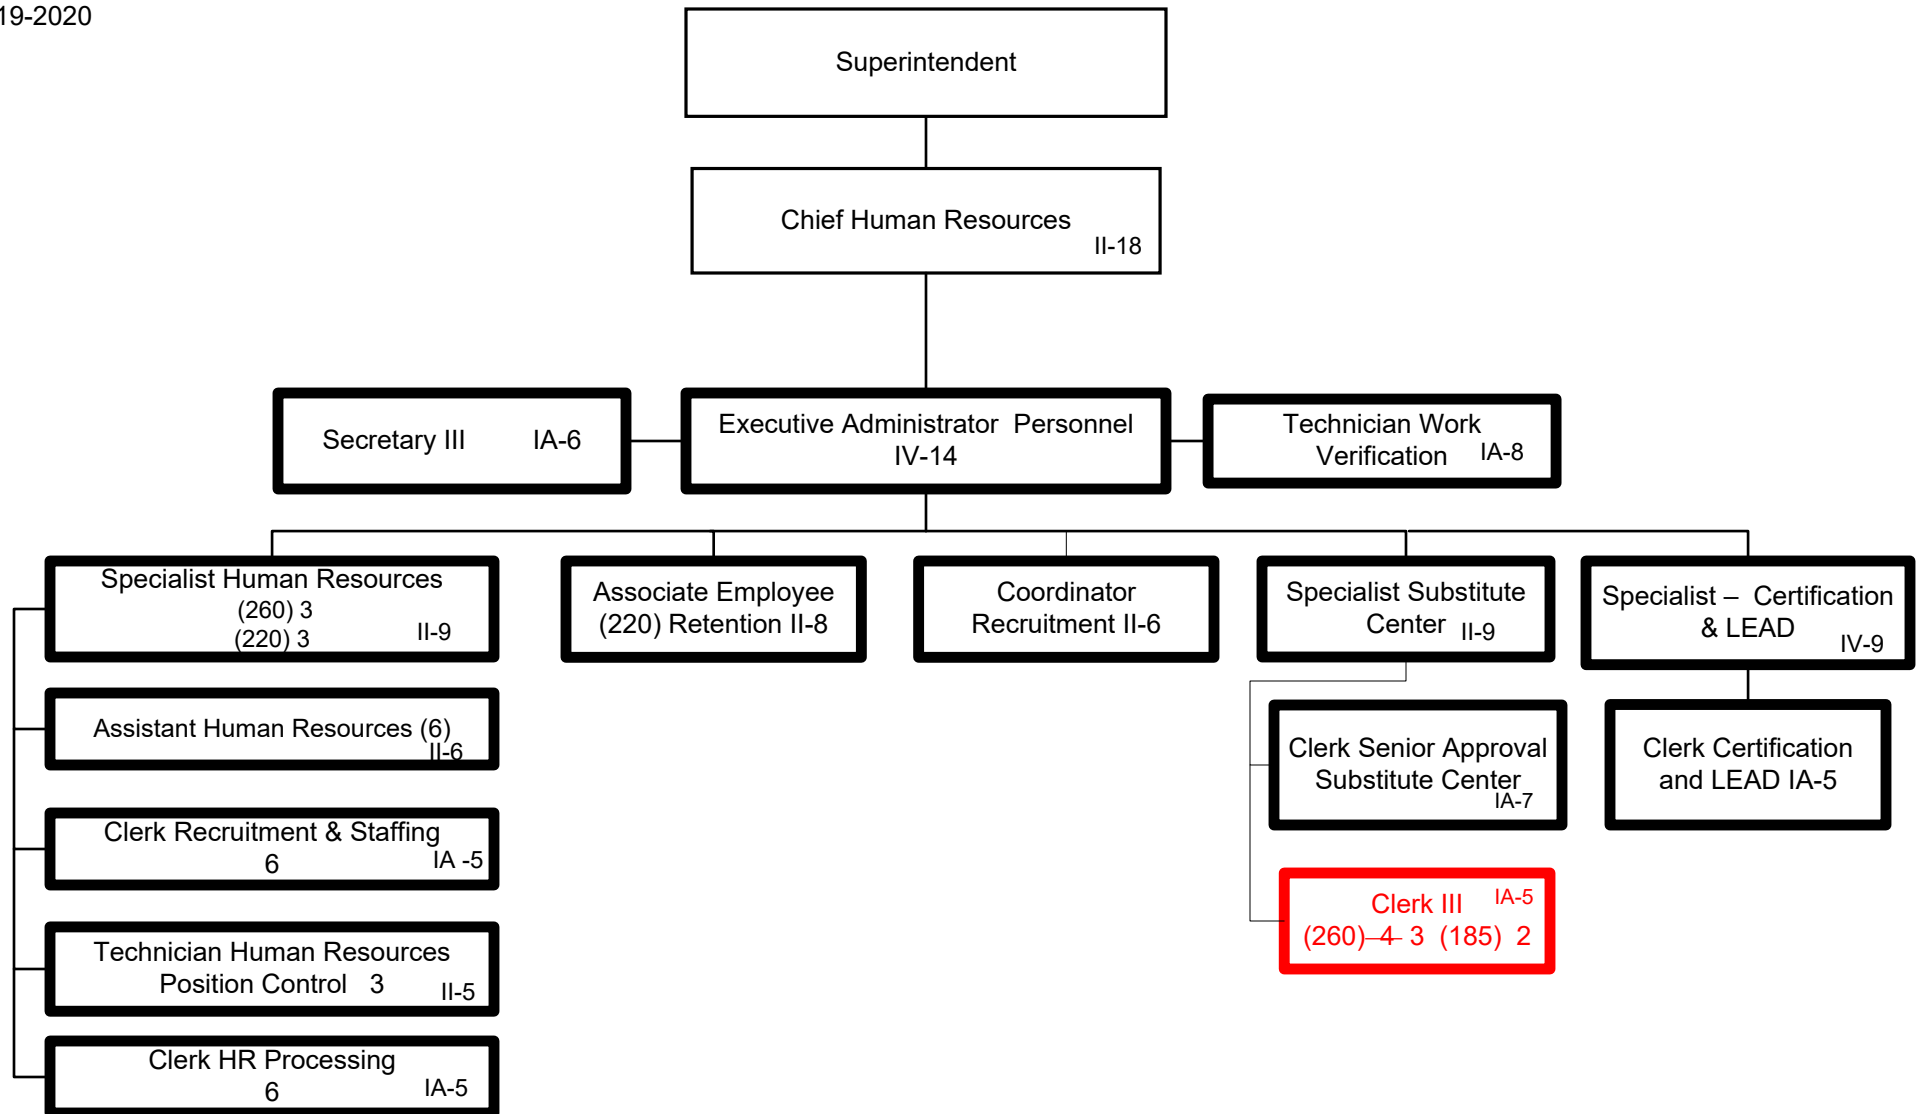 19-2020
Superintendent
Chief Human Resources
II-18
Secretary III IA-6
Executive Administrator Personnel
IV-14
Technician Work
Verification IA-8
Specialist Human Resources
(260) 3
(220) 3 II-9
Associate Employee
(220) Retention II-8
Coordinator
Recruitment II-6
Specialist Substitute
Center II-9
Specialist – Certification
& LEAD
IV-9
Assistant Human Resources (6)
II-6
Clerk Senior Approval
Substitute Center
IA-7
Clerk Certification
and LEAD IA-5
Clerk Recruitment & Staffing
6 IA -5
Clerk III IA-5
(260) 4 3 (185) 2
Technician Human Resources
Position Control 3 II-5
Clerk HR Processing
6 IA-5